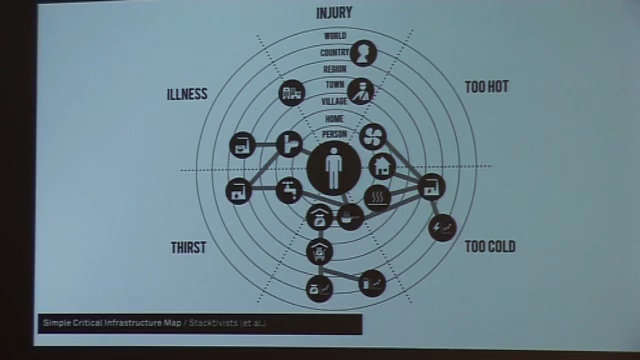 INJURY
WORLD
COUNTRY
REGION
TOWN
VILLAGE
HOME
PERSON
ILLNESS
TOO HOT
THIRST
TOO COLD
Simple Critical Infrastructure Map / Stacktivists (et al.)